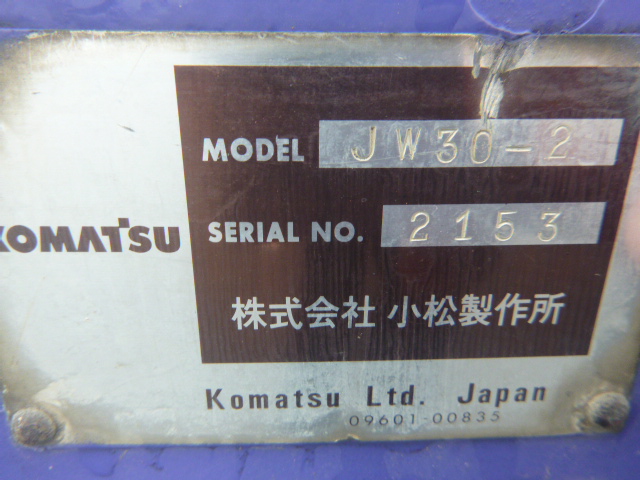 MODEL JW30-2
KOMATSU
SERIAL NO. 2153
株式会社 小松製作所
Komatsu Ltd. Japan
09601-00835